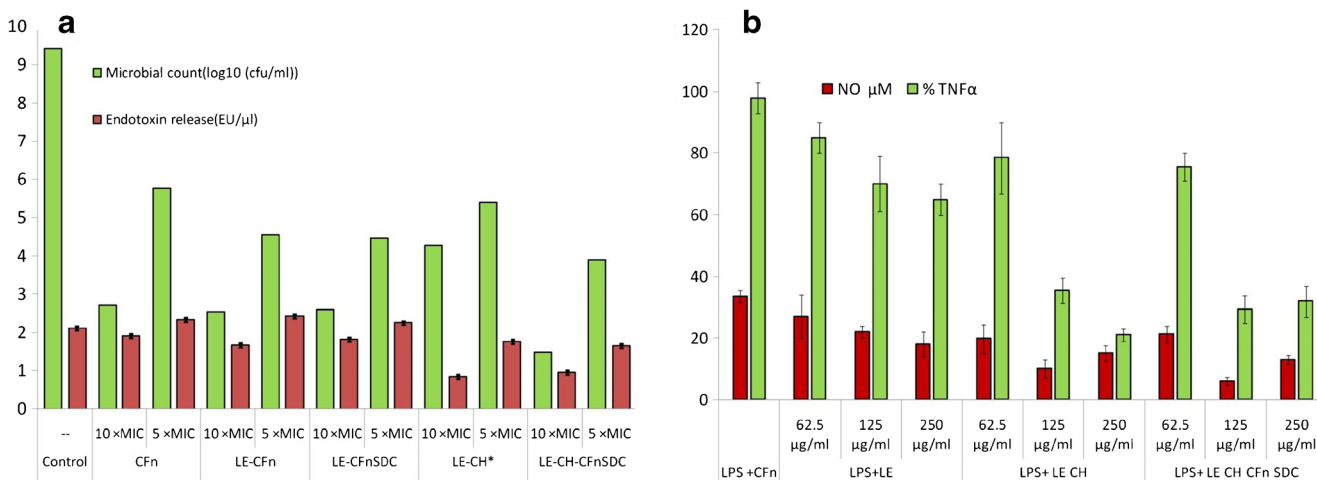 a
10
9
8
7
6
5
4
3
2
1
0
Microbial count(log10 (cfu/ml))
Endotoxin release(EU/µl)
-- 10 ×MIC 5 ×MIC 10 ×MIC 5 ×MIC 10 ×MIC 5 ×MIC 10 ×MIC 5 ×MIC 10 ×MIC 5 ×MIC
Control CFn LE-CFn LE-CFnSDC LE-CH* LE-CH-CFnSDC
b
120
100
80
60
40
20
0
NO µM % TNFα
62.5 125 250 62.5 125 250 62.5 125 250
µg/ml µg/ml µg/ml µg/ml µg/ml µg/ml µg/ml µg/ml µg/ml
LPS +CFn LPS+LE LPS+ LE CH LPS+ LE CH CFn SDC